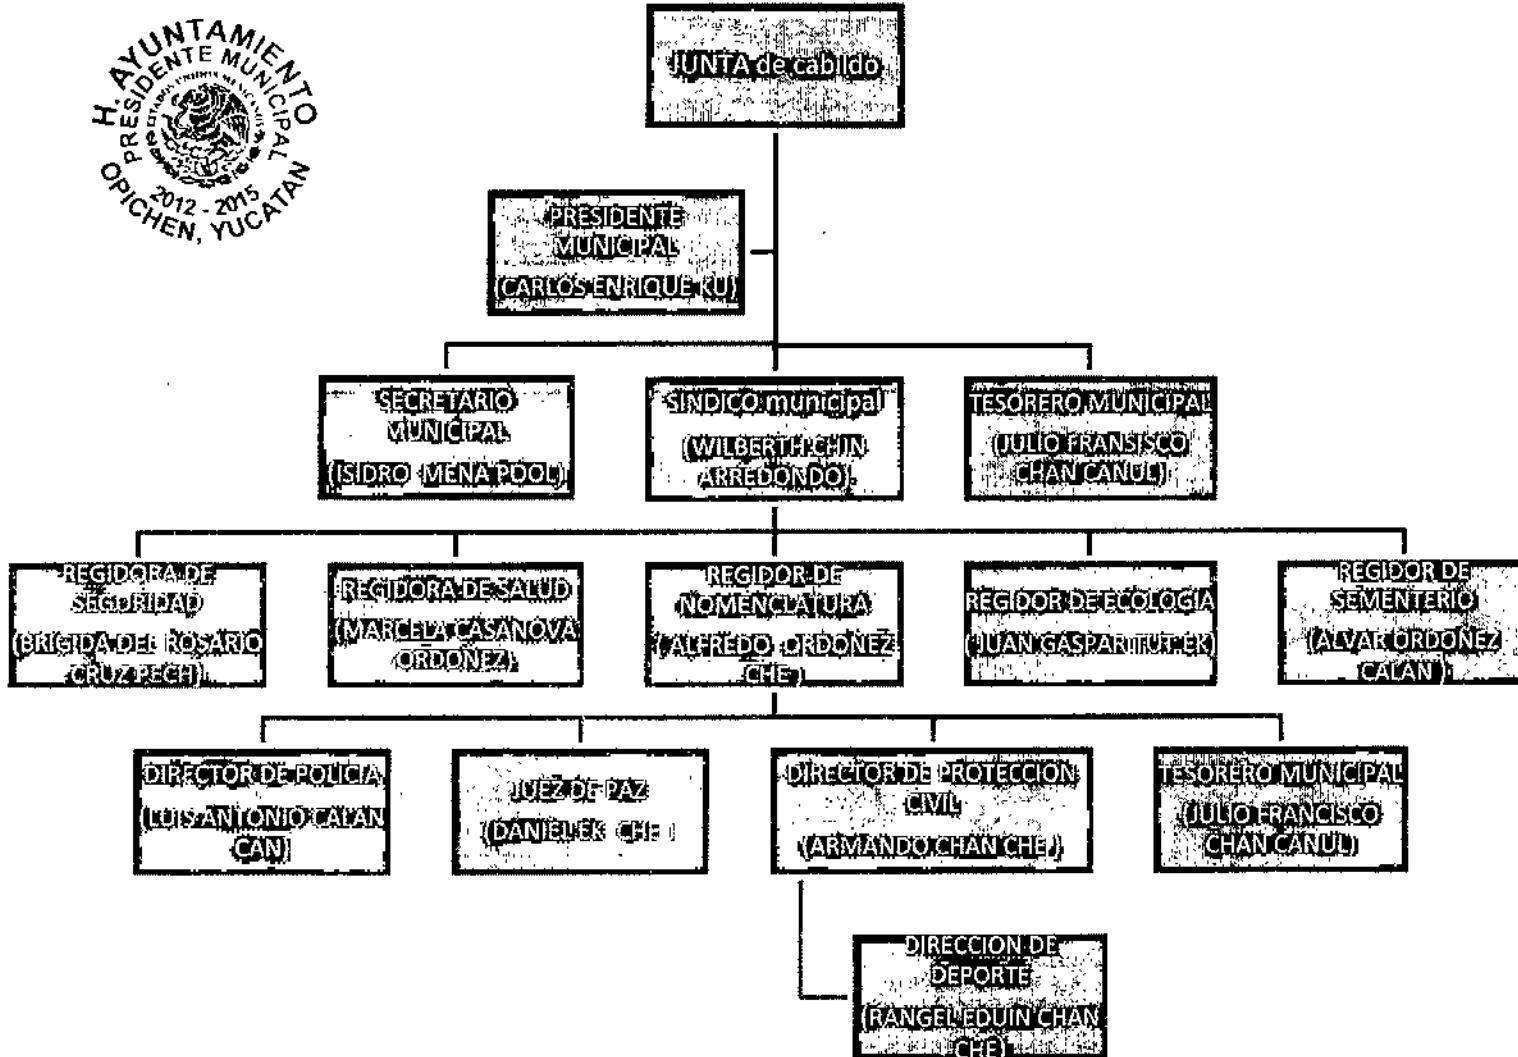 H. AYUNTAMIENTO
PRESIDENTE MUNICIPAL
ESTADOS UNIDOS MEXICANOS
2012 - 2015
OPICHEN, YUCATAN
JUNTA de cabildo
PRESIDENTE
MUNICIPAL
(CARLOS ENRIQUE KU)
SECRETARIO
MUNICIPAL
(ISIDRO MENA POOL)
SINDICO municipal
(WILBERTH CHIN
ARREDONDO)
TESORERO MUNICIPAL
(JULIO FRANSISCO
CHAN CANUL)
REGIDORA DE
SEGURIDAD
(BRIGIDA DEL ROSARIO
CRUZ PECH)
REGIDORA DE SALUD
(MARCELA CASANOVA
ORDOÑEZ)
REGIDOR DE
NOMENCLATURA
(ALFREDO ORDOÑEZ
CHE )
REGIDOR DE ECOLOGIA
(JUAN GASPAR TUT EK)
REGIDOR DE
SEMENTERIO
(ALVAR ORDOÑEZ
CALAN )
DIRECTOR DE POLICIA
(LUIS ANTONIO CALAN
CAN)
JUEZ DE PAZ
(DANIEL EK CHE )
DIRECTOR DE PROTECCION
CIVIL
(ARMANDO CHAN CHE )
TESORERO MUNICIPAL
(JULIO FRANCISCO
CHAN CANUL)
DIRECCION DE
DEPORTE
(RANGEL EDUIN CHAN
CHE)